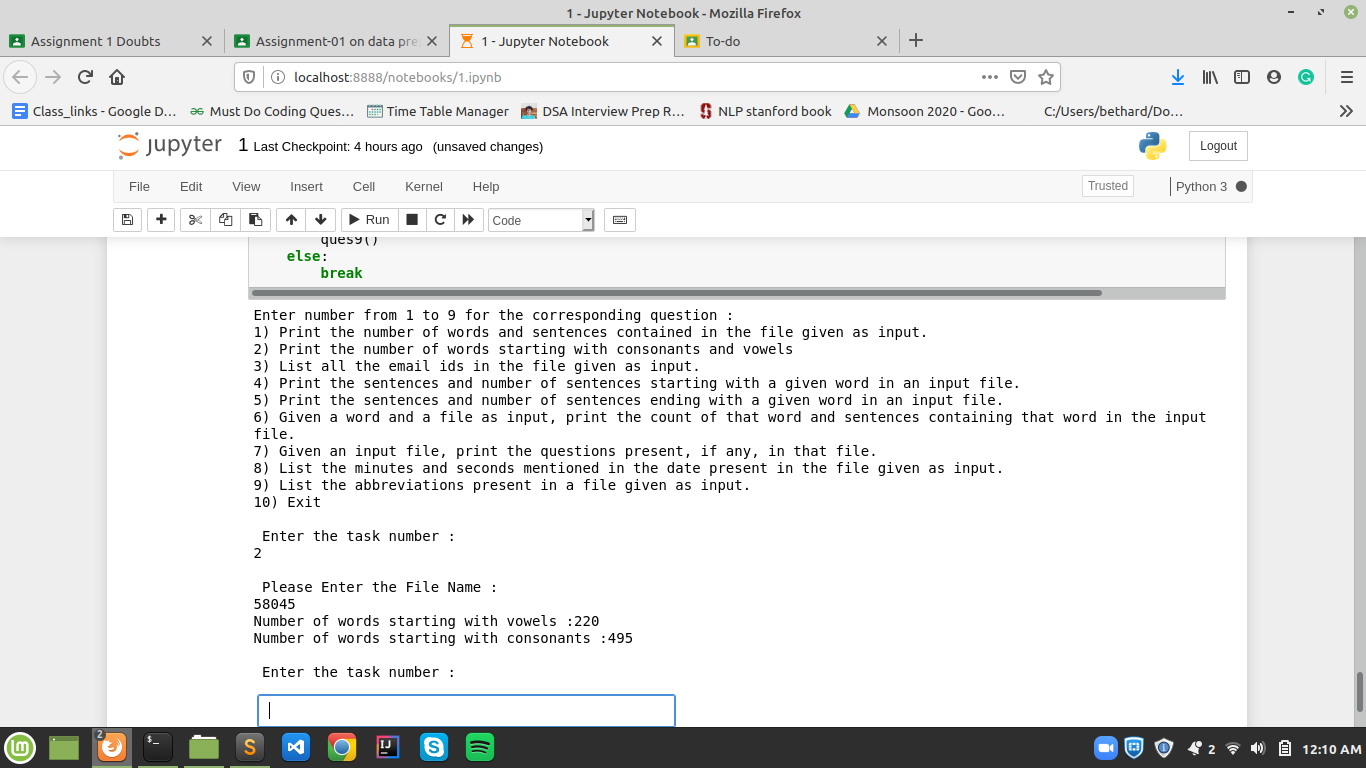 1 - Jupyter Notebook - Mozilla Firefox
Assignment 1 Doubts
Assignment-01 on data pre
1 - Jupyter Notebook
To-do
localhost:8888/notebooks/1.ipynb
Class_links - Google D...
Must Do Coding Ques...
Time Table Manager
DSA Interview Prep R...
NLP stanford book
Monsoon 2020 - Goo...
C:/Users/bethard/Do...
jupyter 1 Last Checkpoint: 4 hours ago (unsaved changes)
Logout
File Edit View Insert Cell Kernel Help
Trusted
Python 3
Run
Code
ques9()
else:
break
Enter number from 1 to 9 for the corresponding question :
1) Print the number of words and sentences contained in the file given as input.
2) Print the number of words starting with consonants and vowels
3) List all the email ids in the file given as input.
4) Print the sentences and number of sentences starting with a given word in an input file.
5) Print the sentences and number of sentences ending with a given word in an input file.
6) Given a word and a file as input, print the count of that word and sentences containing that word in the input
file.
7) Given an input file, print the questions present, if any, in that file.
8) List the minutes and seconds mentioned in the date present in the file given as input.
9) List the abbreviations present in a file given as input.
10) Exit
Enter the task number :
2
Please Enter the File Name :
58045
Number of words starting with vowels :220
Number of words starting with consonants :495
Enter the task number :
2
2
12:10 AM